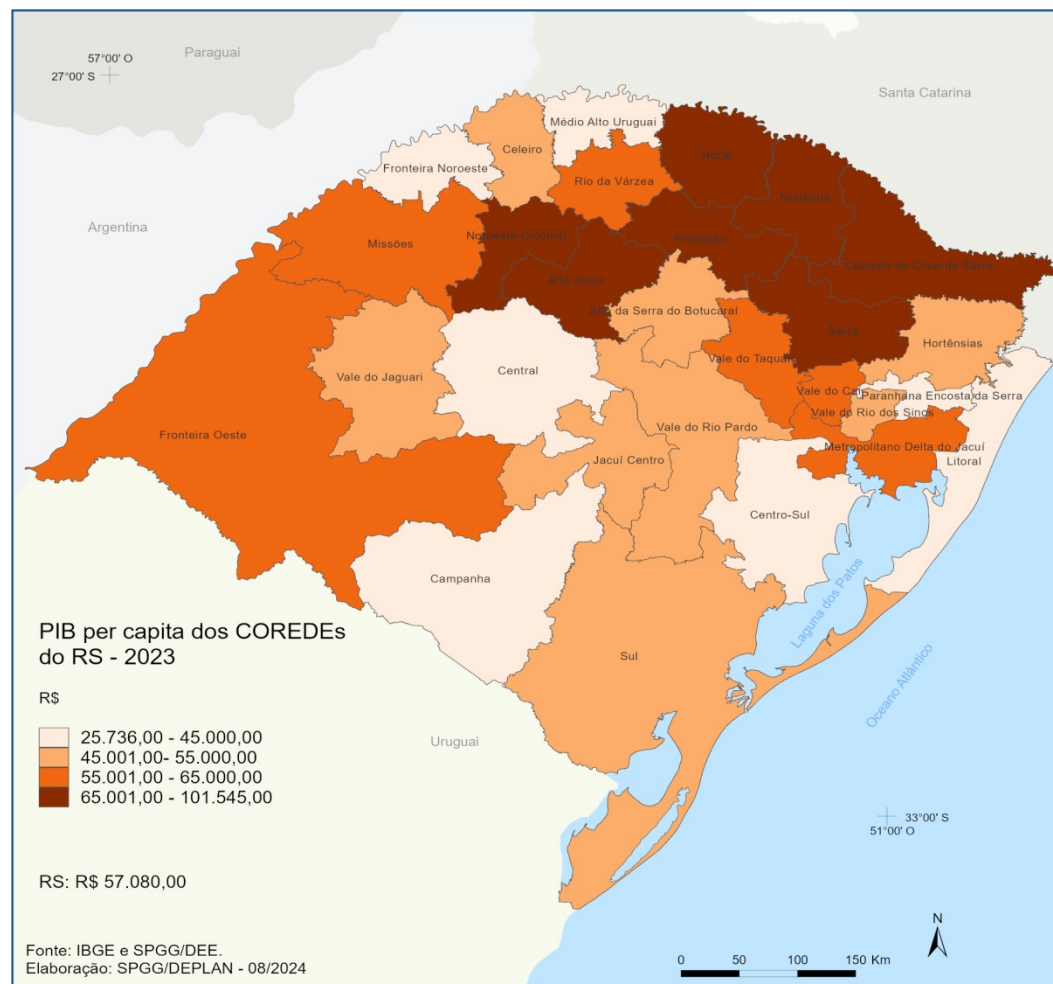 Paraguai
57°00' O
27°00' S
Santa Catarina
Médio Alto Uruguai
Celeiro
Norte
Fronteira Noroeste
Rio da Várzea
Nordeste
Argentina
Missões
Noroeste Colonial
Produção
Campos de Cima da Serra
Alto Jacuí
Alto da Serra do Botucaraí
Serra
Hortênsias
Vale do Taquari
Central
Vale do Jaguari
Vale do Caí
Paranhana Encosta da Serra
Vale do Rio dos Sinos
Vale do Rio Pardo
Fronteira Oeste
Metropolitano Delta do Jacuí
Litoral
Jacuí Centro
Centro-Sul
Campanha
Laguna dos Patos
Sul
Oceano Atlântico
Uruguai
PIB per capita dos COREDEs
do RS - 2023
R$
25.736,00 - 45.000,00
45.001,00- 55.000,00
55.001,00 - 65.000,00
65.001,00 - 101.545,00
33°00' S
51°00' O
RS: R$ 57.080,00
N
Fonte: IBGE e SPGG/DEE.
Elaboração: SPGG/DEPLAN - 08/2024
0 50 100 150 Km